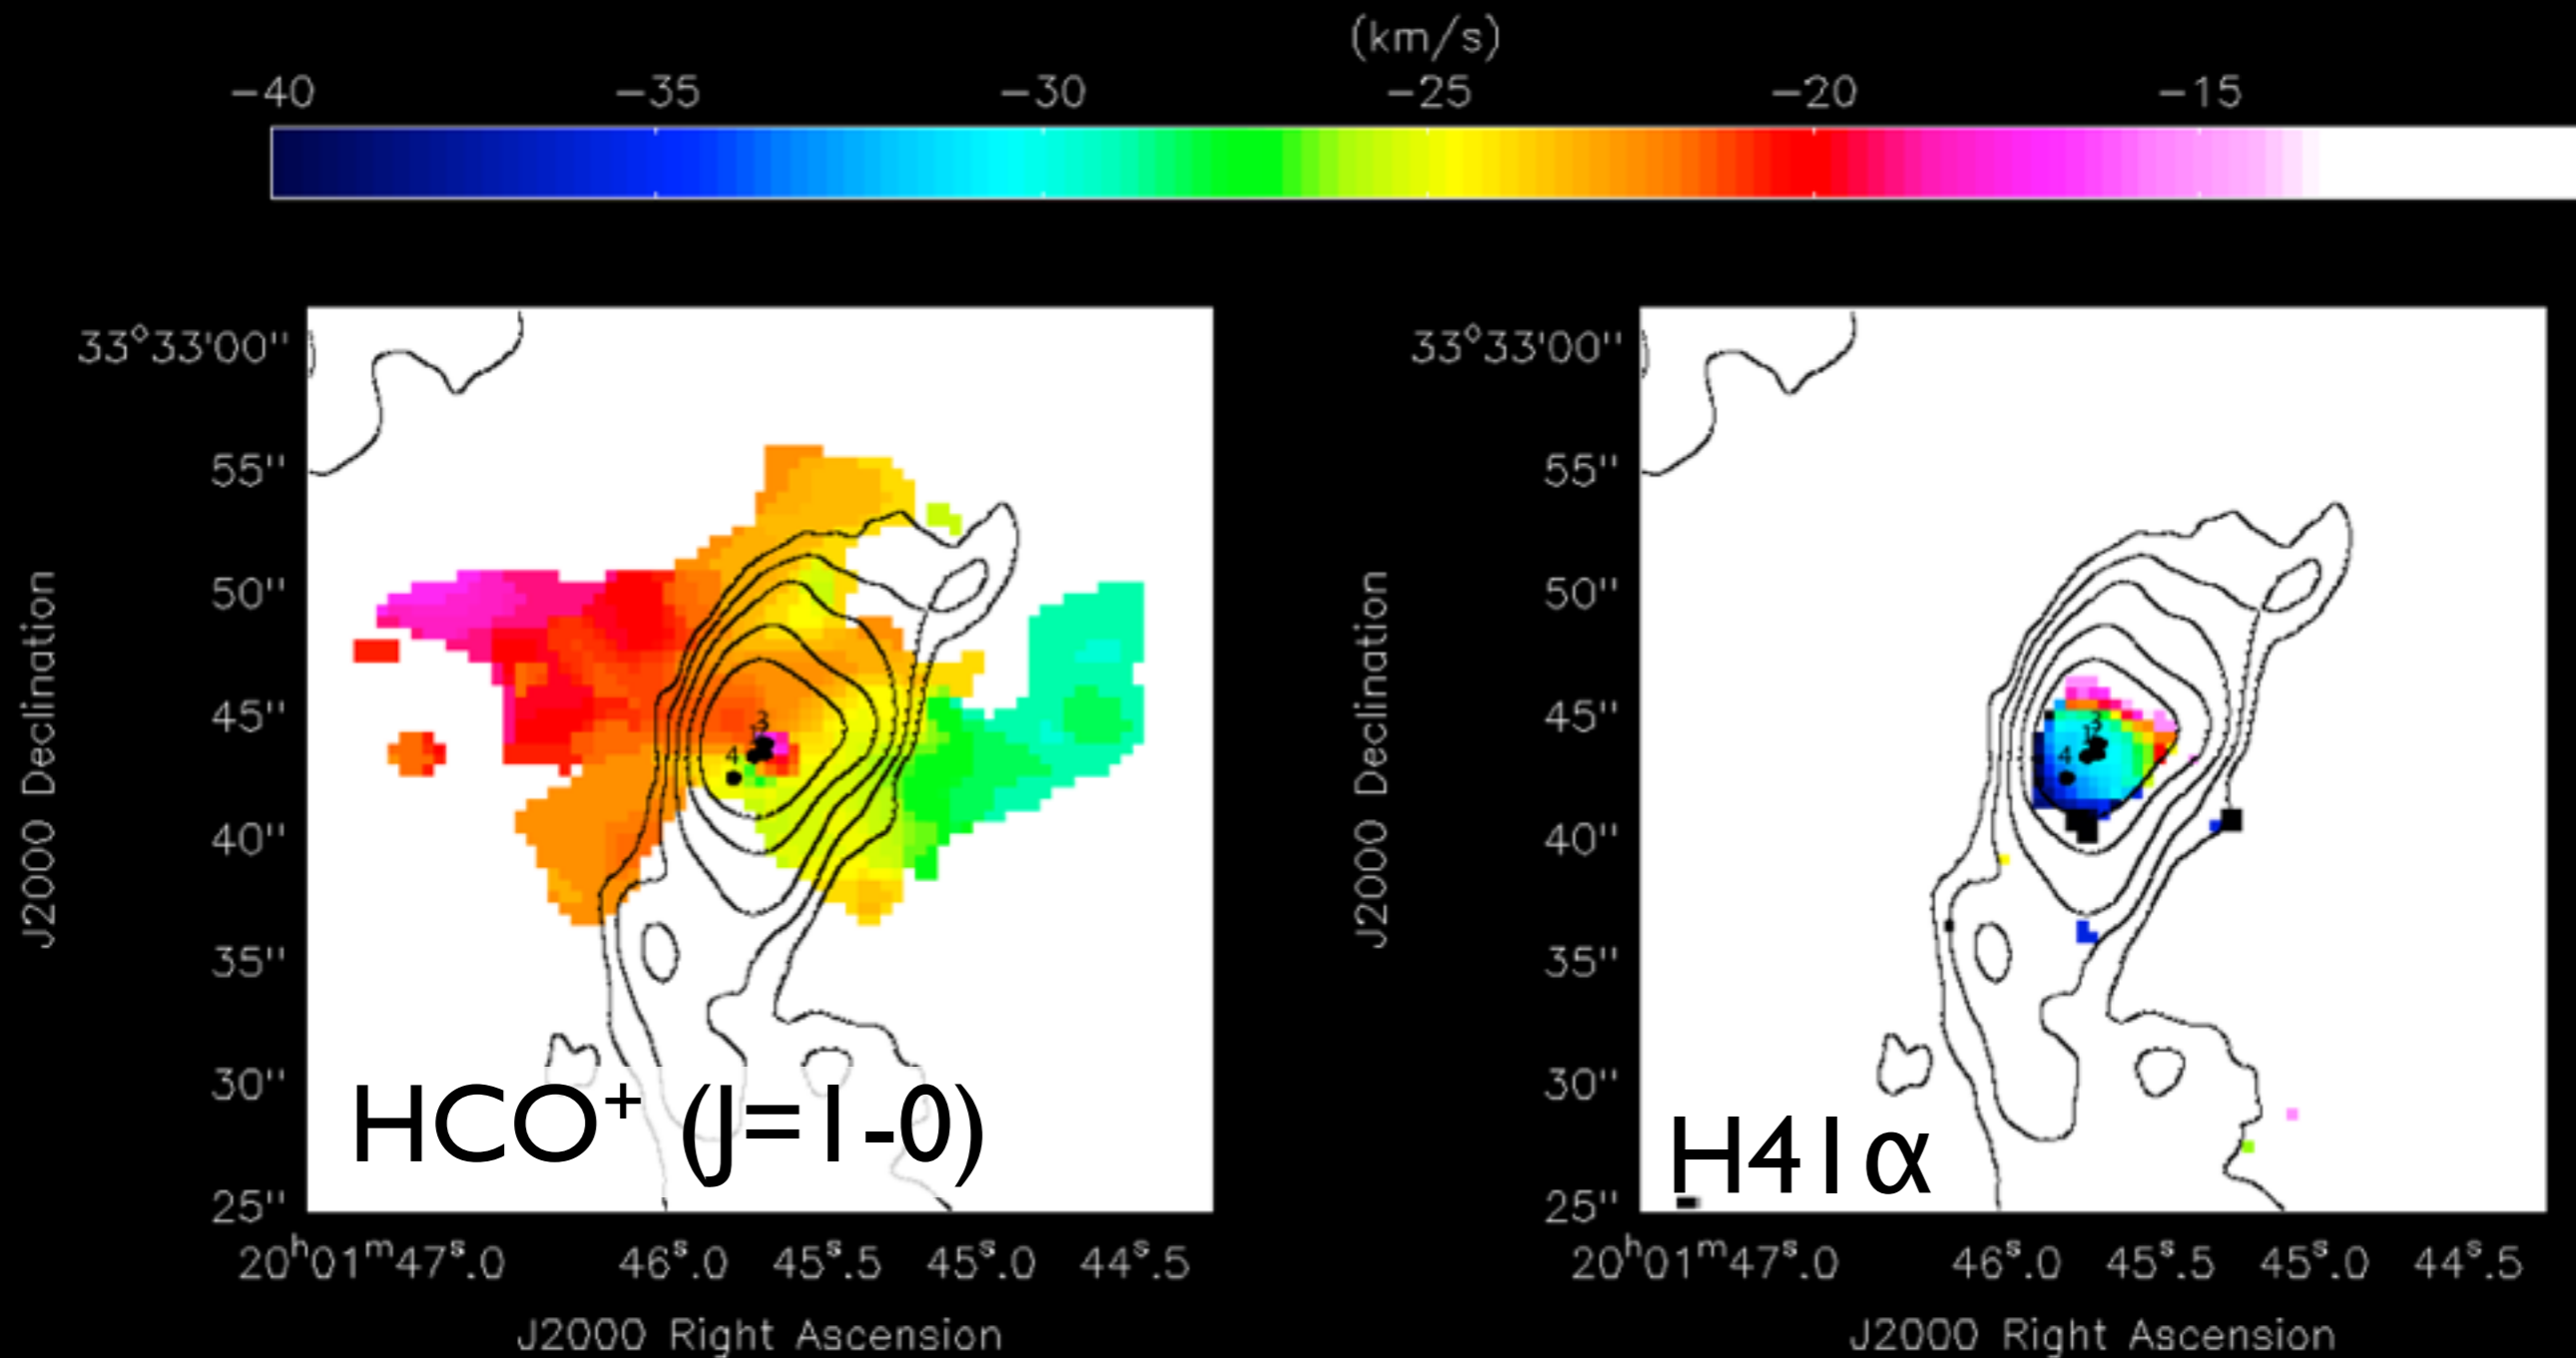 (km/s)
−40 −35 −30 −25 −20 −15
33°33'00"
55"
50"
45"
40"
35"
30"
25"
J2000 Declination
3
1
4
HCO⁺ (J=1-0)
20ʰ01ᵐ47ˢ.0 46ˢ.0 45ˢ.5 45ˢ.0 44ˢ.5
J2000 Right Ascension
33°33'00"
55"
50"
45"
40"
35"
30"
25"
J2000 Declination
3
1
4
H41α
20ʰ01ᵐ47ˢ.0 46ˢ.0 45ˢ.5 45ˢ.0 44ˢ.5
J2000 Right Ascension